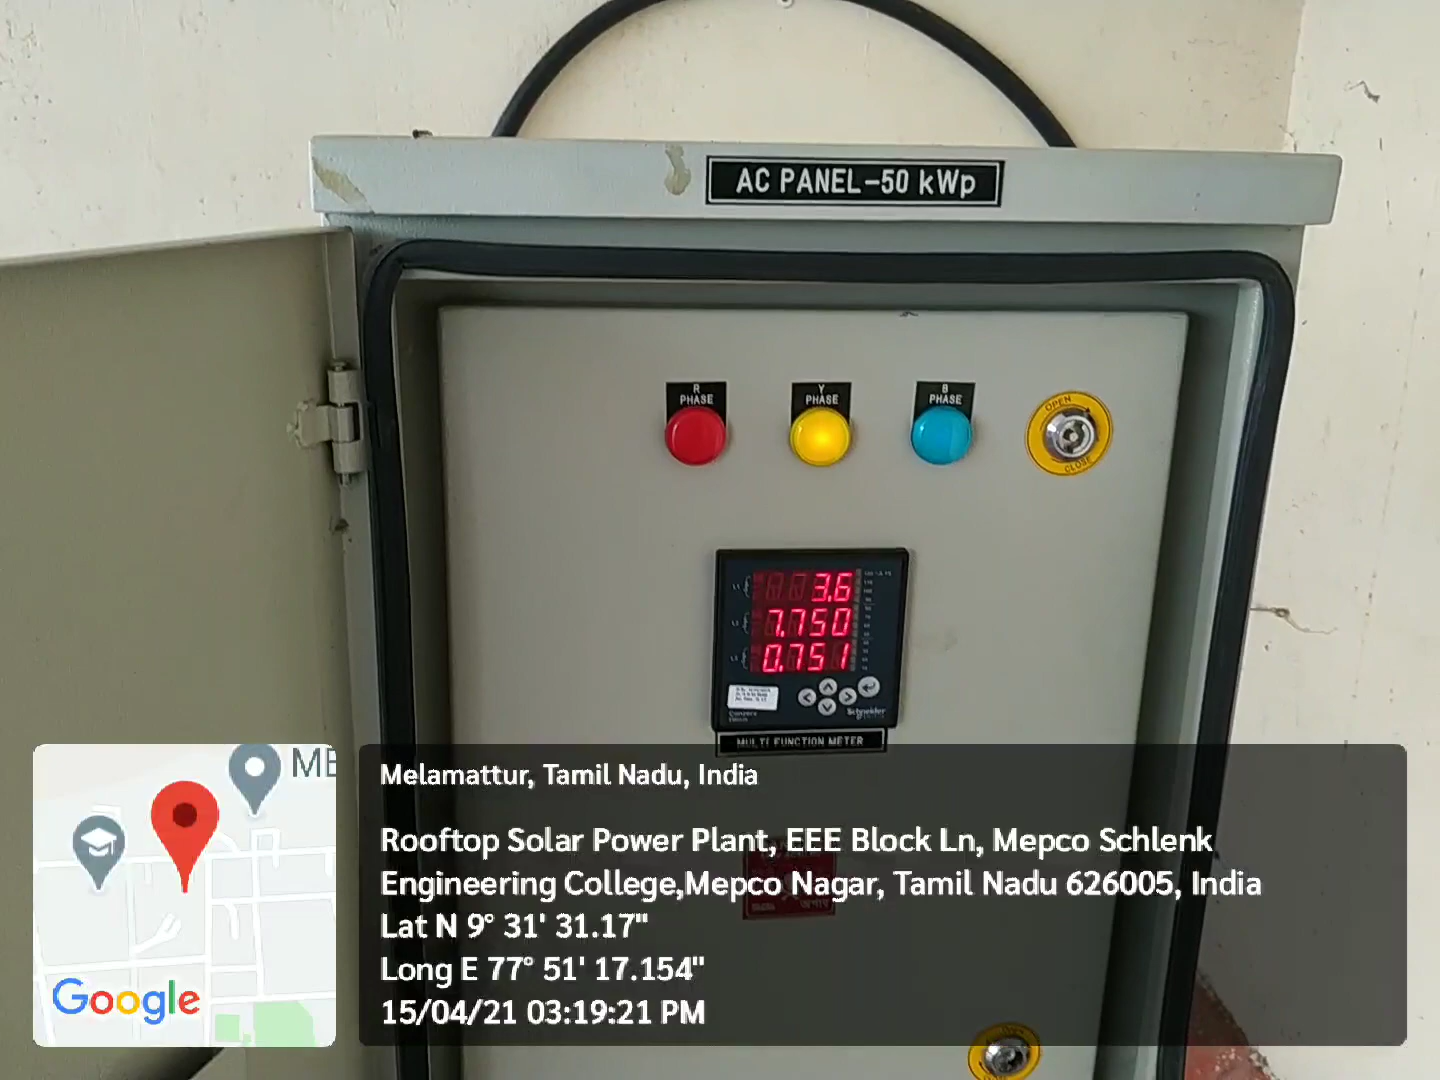 AC PANEL-50 kWp
R
PHASE
Y
PHASE
B
PHASE
OPEN
CLOSE
3.6
7.750
0.751
Schneider
MULTI FUNCTION METER
ME
Google
Melamattur, Tamil Nadu, India
Rooftop Solar Power Plant, EEE Block Ln, Mepco Schlenk
Engineering College,Mepco Nagar, Tamil Nadu 626005, India
Lat N 9° 31' 31.17"
Long E 77° 51' 17.154"
15/04/21 03:19:21 PM